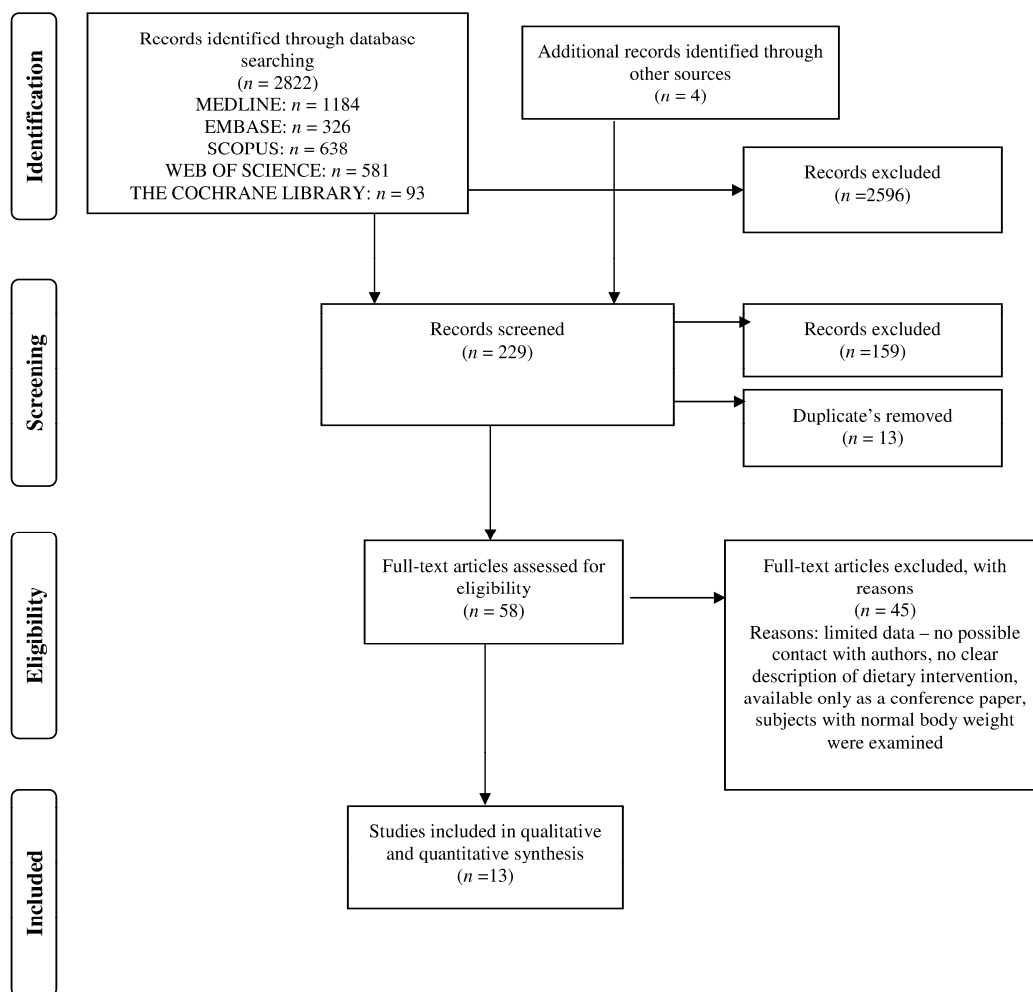 Identification
Records identified through database
searching
(n = 2822)
MEDLINE: n = 1184
EMBASE: n = 326
SCOPUS: n = 638
WEB OF SCIENCE: n = 581
THE COCHRANE LIBRARY: n = 93
Additional records identified through
other sources
(n = 4)
Records excluded
(n =2596)
Screening
Records screened
(n = 229)
Records excluded
(n =159)
Duplicate’s removed
(n = 13)
Eligibility
Full-text articles assessed for
eligibility
(n = 58)
Full-text articles excluded, with
reasons
(n = 45)
Reasons: limited data – no possible
contact with authors, no clear
description of dietary intervention,
available only as a conference paper,
subjects with normal body weight
were examined
Included
Studies included in qualitative
and quantitative synthesis
(n =13)